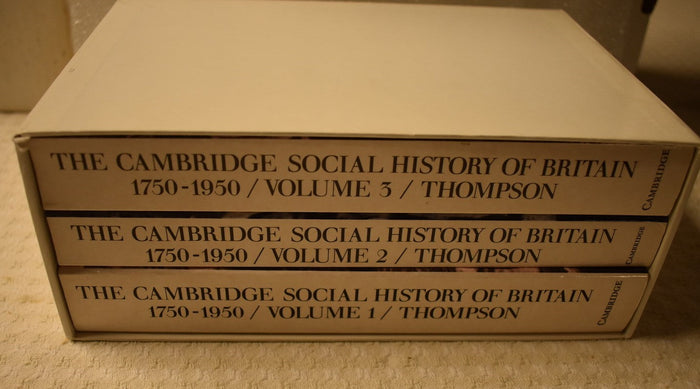 THE CAMBRIDGE SOCIAL HISTORY OF BRITAIN
1750-1950 / VOLUME 3 / THOMPSON
CAMBRIDGE
THE CAMBRIDGE SOCIAL HISTORY OF BRITAIN
1750-1950 / VOLUME 2 / THOMPSON
CAMBRIDGE
THE CAMBRIDGE SOCIAL HISTORY OF BRITAIN
1750-1950 / VOLUME 1 / THOMPSON
CAMBRIDGE